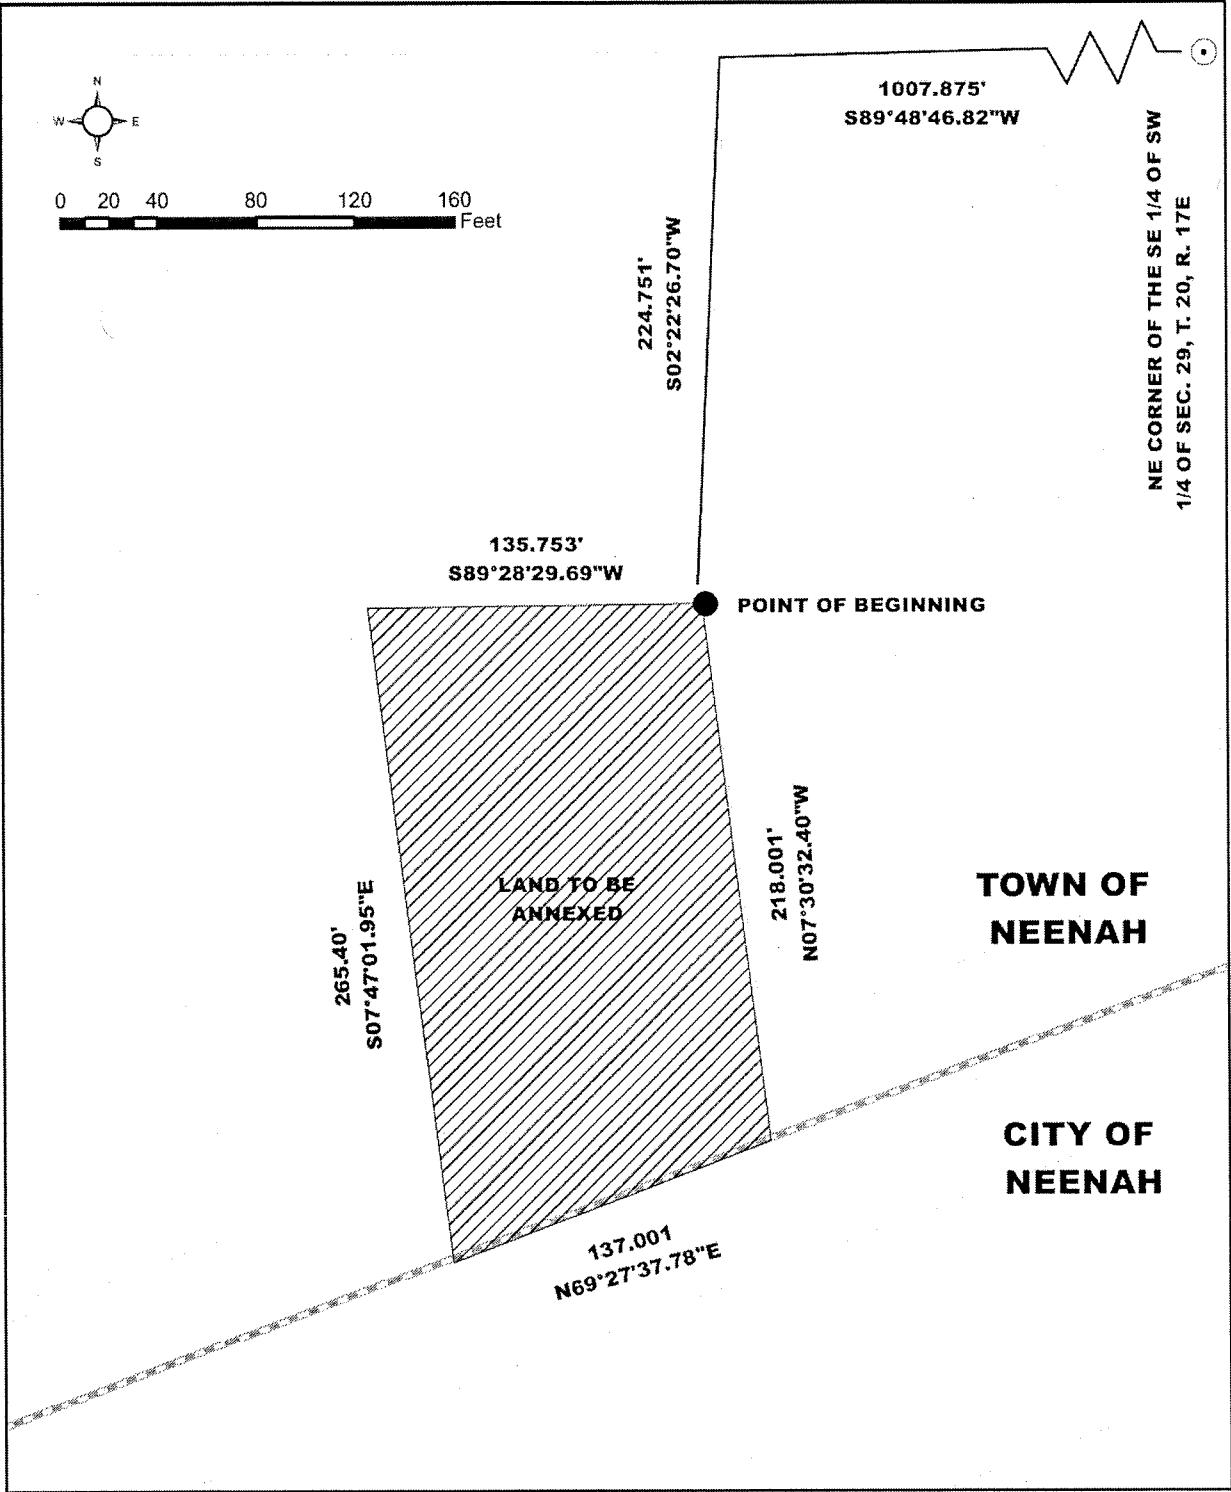 N
W E
S
0 20 40 80 120 160
Feet
1007.875'
S89°48'46.82"W
NE CORNER OF THE SE 1/4 OF SW
1/4 OF SEC. 29, T. 20, R. 17E
224.751'
S02°22'26.70"W
135.753'
S89°28'29.69"W
POINT OF BEGINNING
LAND TO BE
ANNEXED
218.001'
N07°30'32.40"W
265.40'
S07°47'01.95"E
TOWN OF
NEENAH
CITY OF
NEENAH
137.001
N69°27'37.78"E